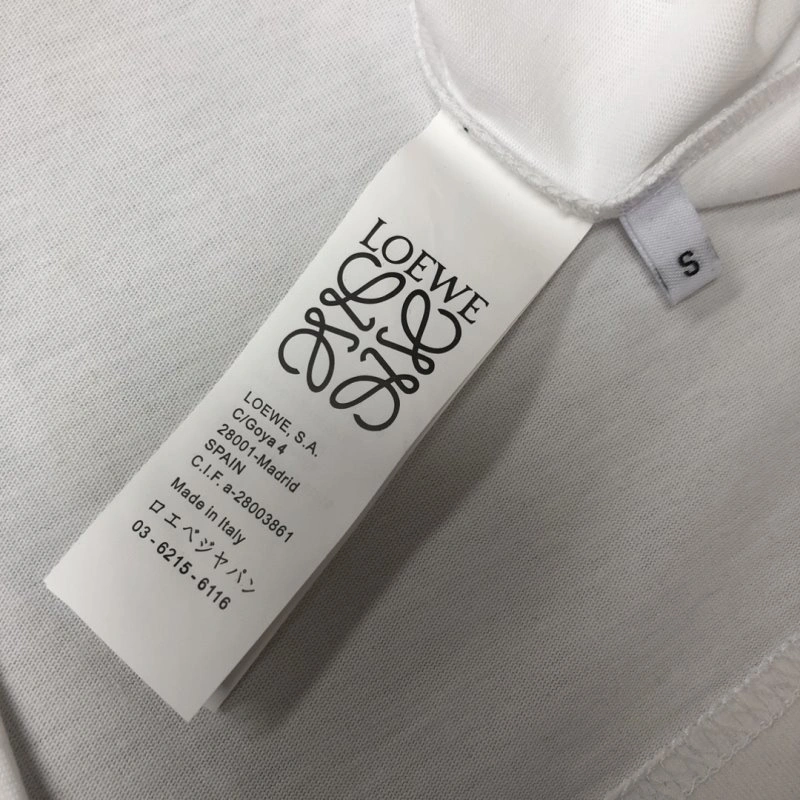 LOEWE
LOEWE, S.A.
C/Goya 4
28001-Madrid
SPAIN
C.I.F. a-28003861
Made in Italy
ロエベジャパン
03 - 6215 - 6116
S